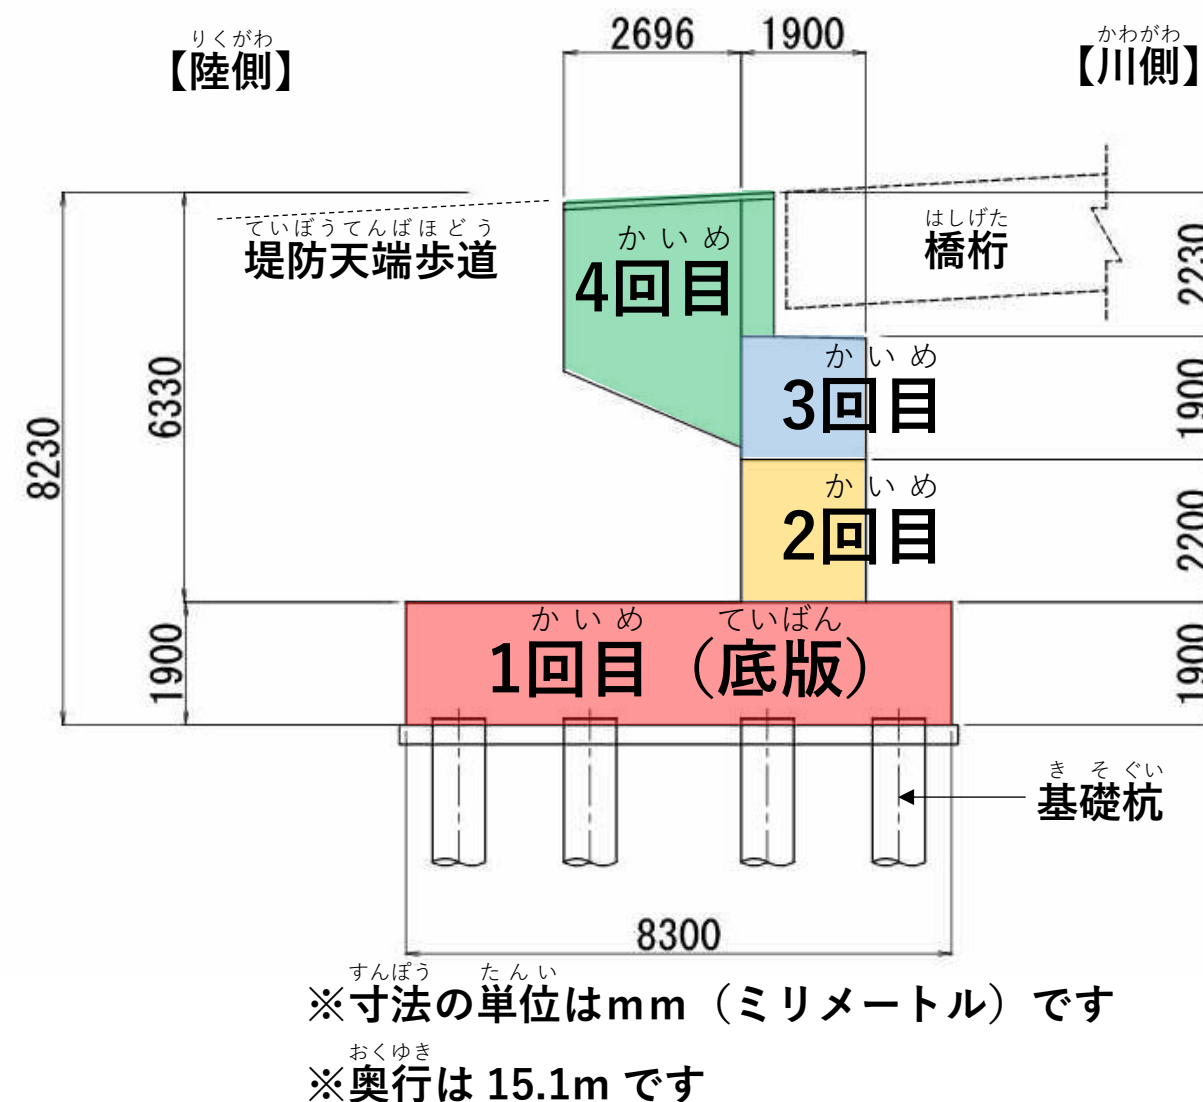 2696 1900
りくがわ
【陸側】
かわがわ
【川側】
ていぼうてんばほどう
堤防天端歩道
かいめ
4回目
はしげた
橋桁
2230
かいめ
3回目
1900
6330
8230
かいめ
2回目
2200
かいめ ていばん
1回目（底版）
1900
1900
きそぐい
基礎杭
8300
すんぽう たんい
※寸法の単位はmm（ミリメートル）です
おくゆき
※奥行は 15.1m です